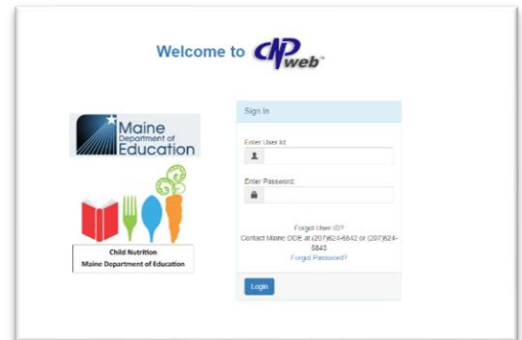 Welcome to CNPweb™
Maine
Department of
Education
Child Nutrition
Maine Department of Education
Sign In
Enter User Id:
Enter Password:
Forgot User ID?
Contact Maine DOE at (207)624-6842 or (207)624-
6843
Forgot Password?
Login